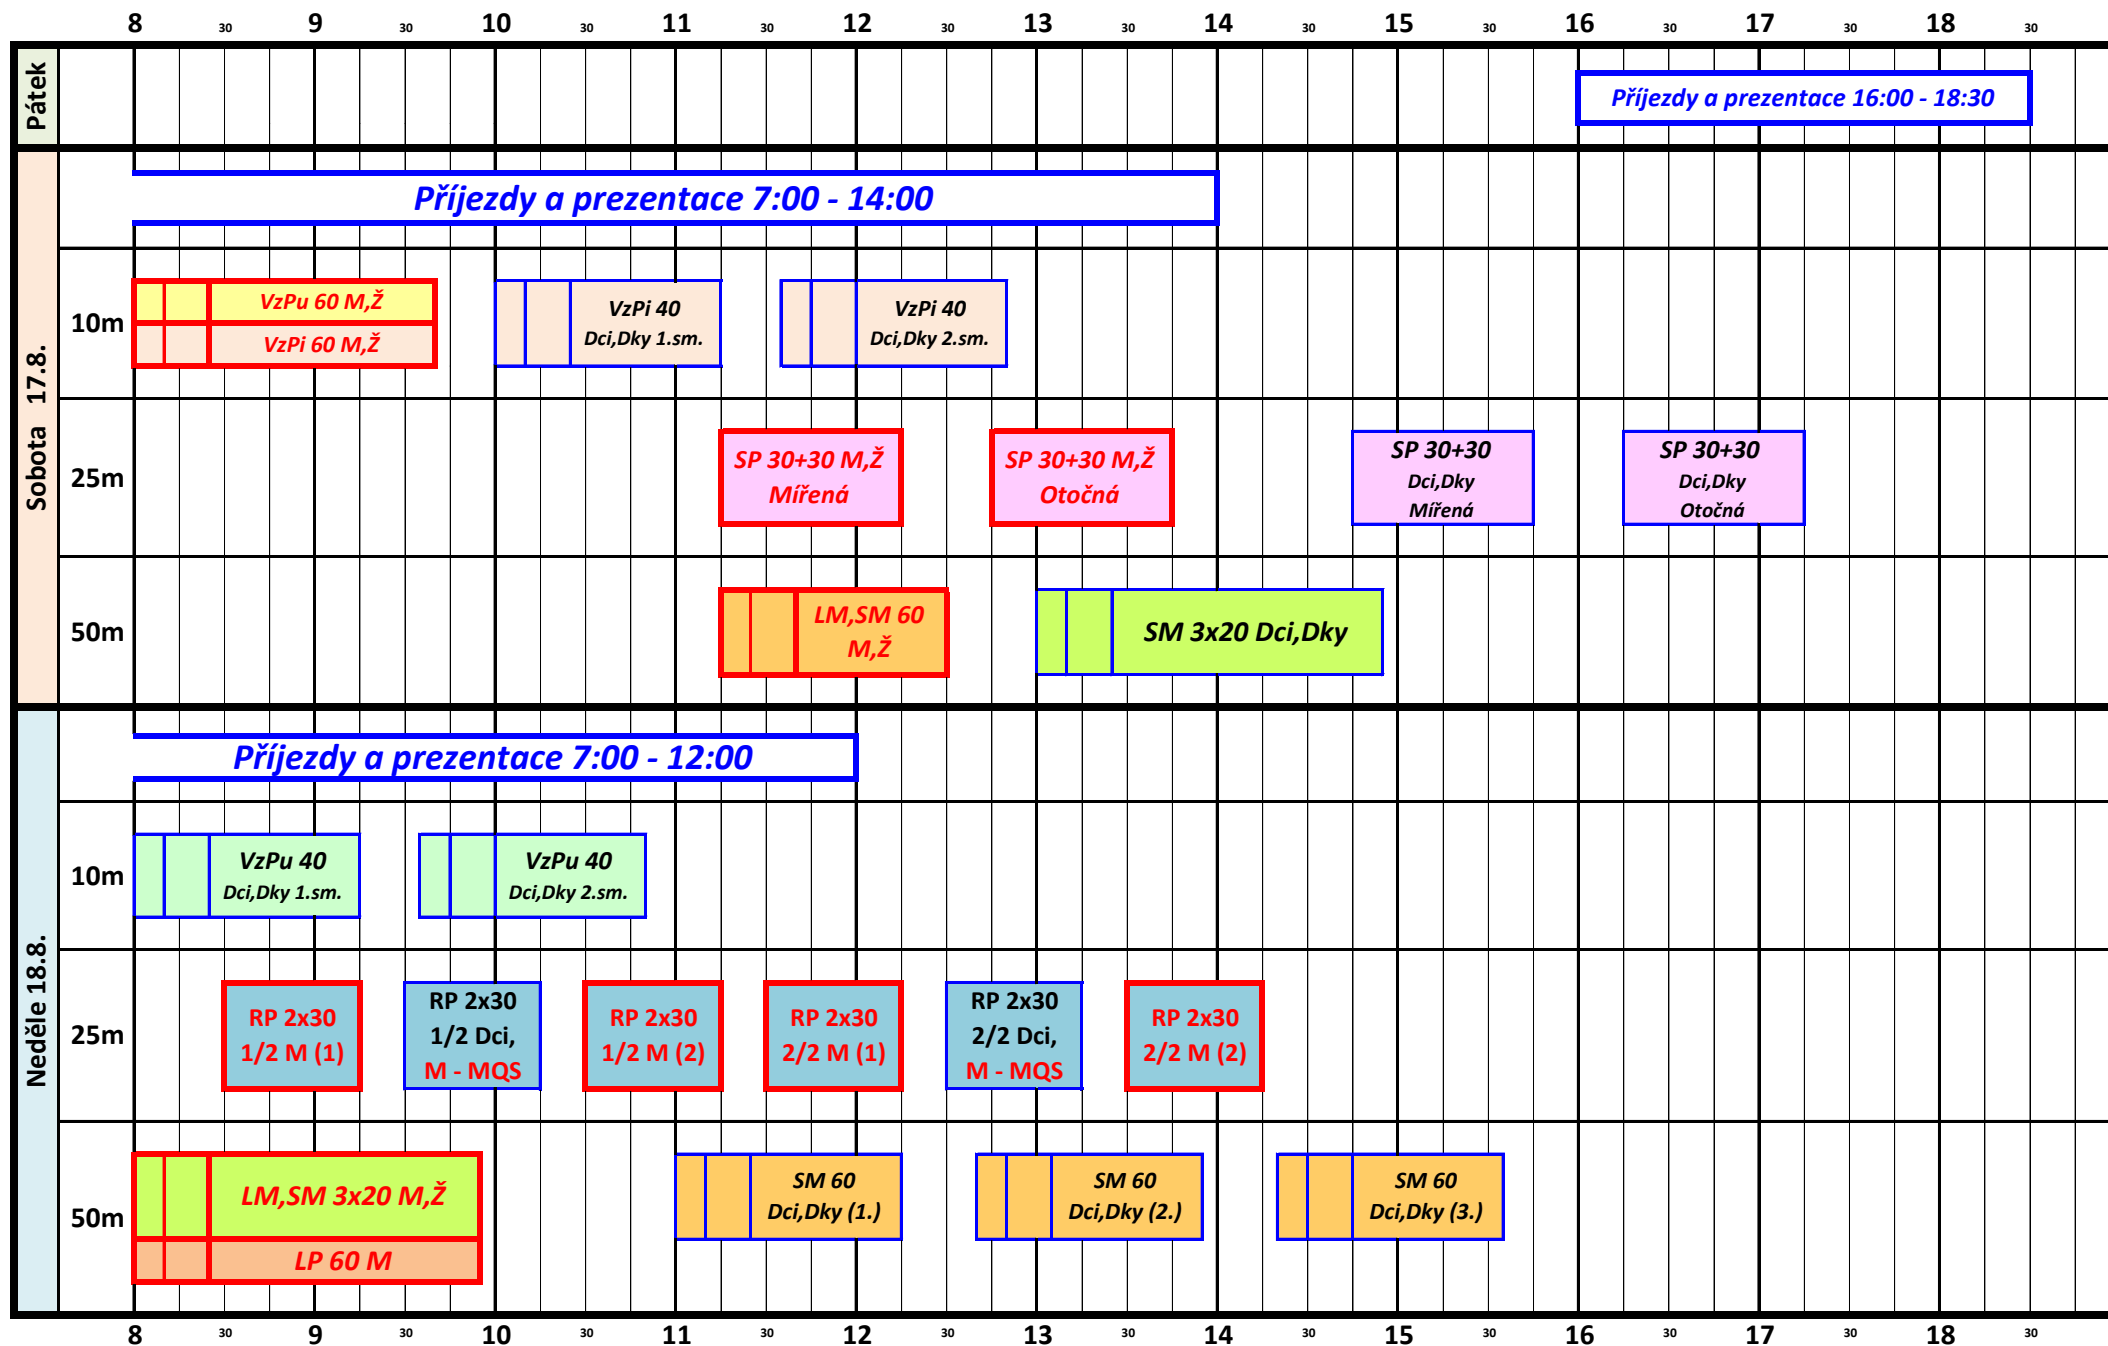 8 30 9 30 10 30 11 30 12 30 13 30 14 30 15 30 16 30 17 30 18 30
Pátek
Příjezdy a prezentace 16:00 - 18:30
Sobota 17.8.
Příjezdy a prezentace 7:00 - 14:00
10m
VzPu 60 M,Ž
VzPi 60 M,Ž
VzPi 40
Dci,Dky 1.sm.
VzPi 40
Dci,Dky 2.sm.
25m
SP 30+30 M,Ž
Mířená
SP 30+30 M,Ž
Otočná
SP 30+30
Dci,Dky
Mířená
SP 30+30
Dci,Dky
Otočná
50m
LM,SM 60
M,Ž
SM 3x20 Dci,Dky
Neděle 18.8.
Příjezdy a prezentace 7:00 - 12:00
10m
VzPu 40
Dci,Dky 1.sm.
VzPu 40
Dci,Dky 2.sm.
25m
RP 2x30
1/2 M (1)
RP 2x30
1/2 Dci,
M - MQS
RP 2x30
1/2 M (2)
RP 2x30
2/2 M (1)
RP 2x30
2/2 Dci,
M - MQS
RP 2x30
2/2 M (2)
50m
LM,SM 3x20 M,Ž
LP 60 M
SM 60
Dci,Dky (1.)
SM 60
Dci,Dky (2.)
SM 60
Dci,Dky (3.)
8 30 9 30 10 30 11 30 12 30 13 30 14 30 15 30 16 30 17 30 18 30